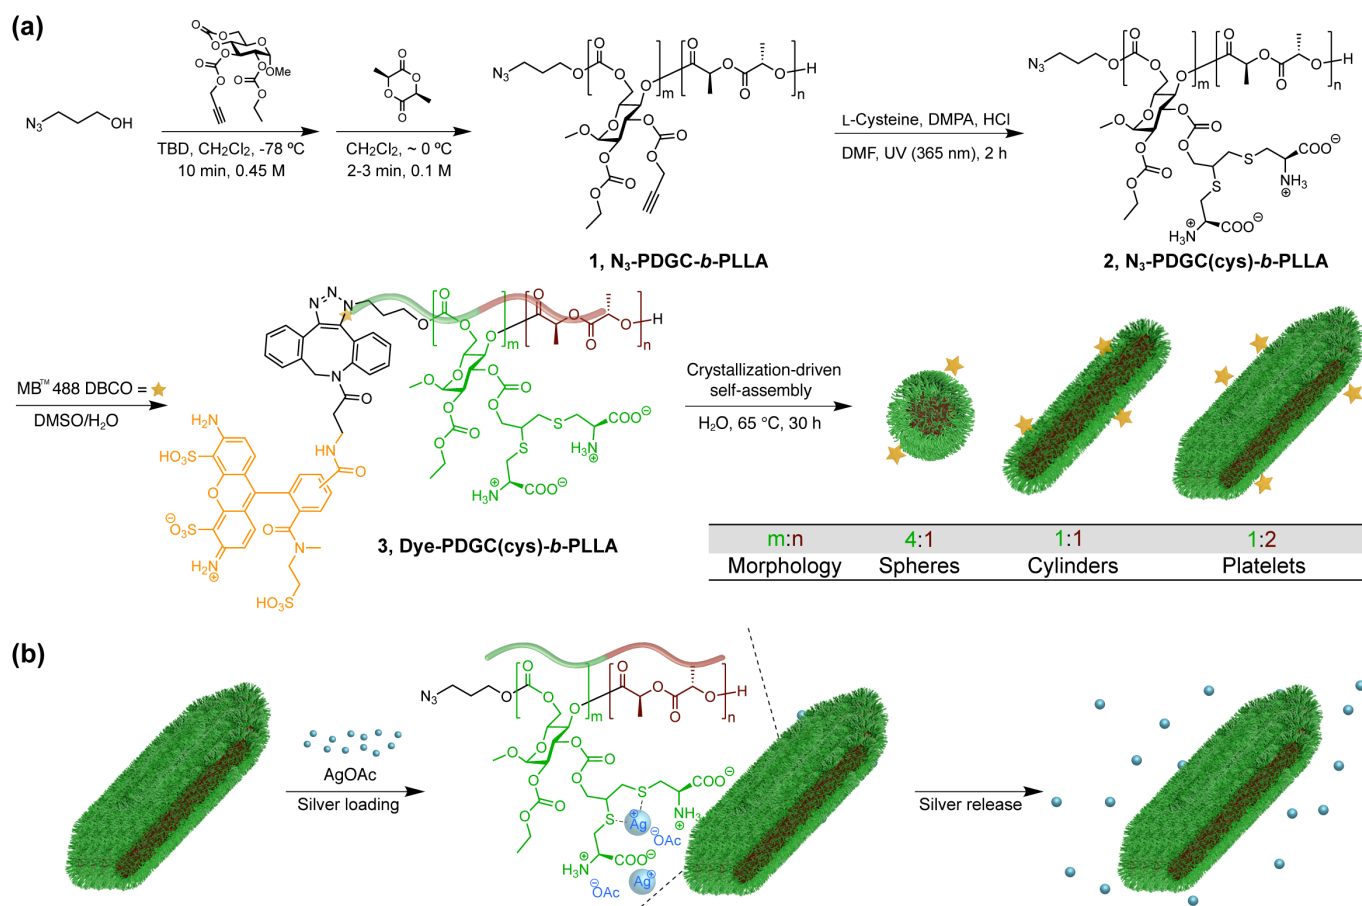 (a)
N₃
OH
O
O
O
O
O
O
O
OMe
O
O
O
O
TBD, CH₂Cl₂, -78 ºC
10 min, 0.45 M
O
O
O
O
CH₂Cl₂, ~ 0 ºC
2-3 min, 0.1 M
N₃
O
O
O
m
O
O
O
O
n
H
O
O
O
O
O
O
O
O
1, N₃-PDGC-b-PLLA
L-Cysteine, DMPA, HCl
DMF, UV (365 nm), 2 h
N₃
O
O
O
m
O
O
O
O
n
H
O
O
O
O
O
O
O
O
S
S
COO⊖
NH₃
⊕
H₃N
⊕
COO⊖
2, N₃-PDGC(cys)-b-PLLA
MB™ 488 DBCO =
DMSO/H₂O
N
N
N
N
O
HN
O
H₂N
HO₃S
O
⊖
O₃S
H₂N
⊕
O
N
HO₃S
O
O
O
m
O
O
O
O
n
H
O
O
O
O
O
O
O
O
S
S
COO⊖
NH₃
⊕
H₃N
⊕
COO⊖
3, Dye-PDGC(cys)-b-PLLA
Crystallization-driven
self-assembly
H₂O, 65 °C, 30 h
m:n 4:1 1:1 1:2
Morphology Spheres Cylinders Platelets
(b)
AgOAc
Silver loading
N₃
O
O
O
m
O
O
O
O
n
H
O
O
O
O
O
O
O
O
S
S
COO⊖
NH₃
⊕
Ag
⊕
⊖
OAc
H₃N
⊕
COO⊖
⊖
OAc
Ag
⊕
Silver release